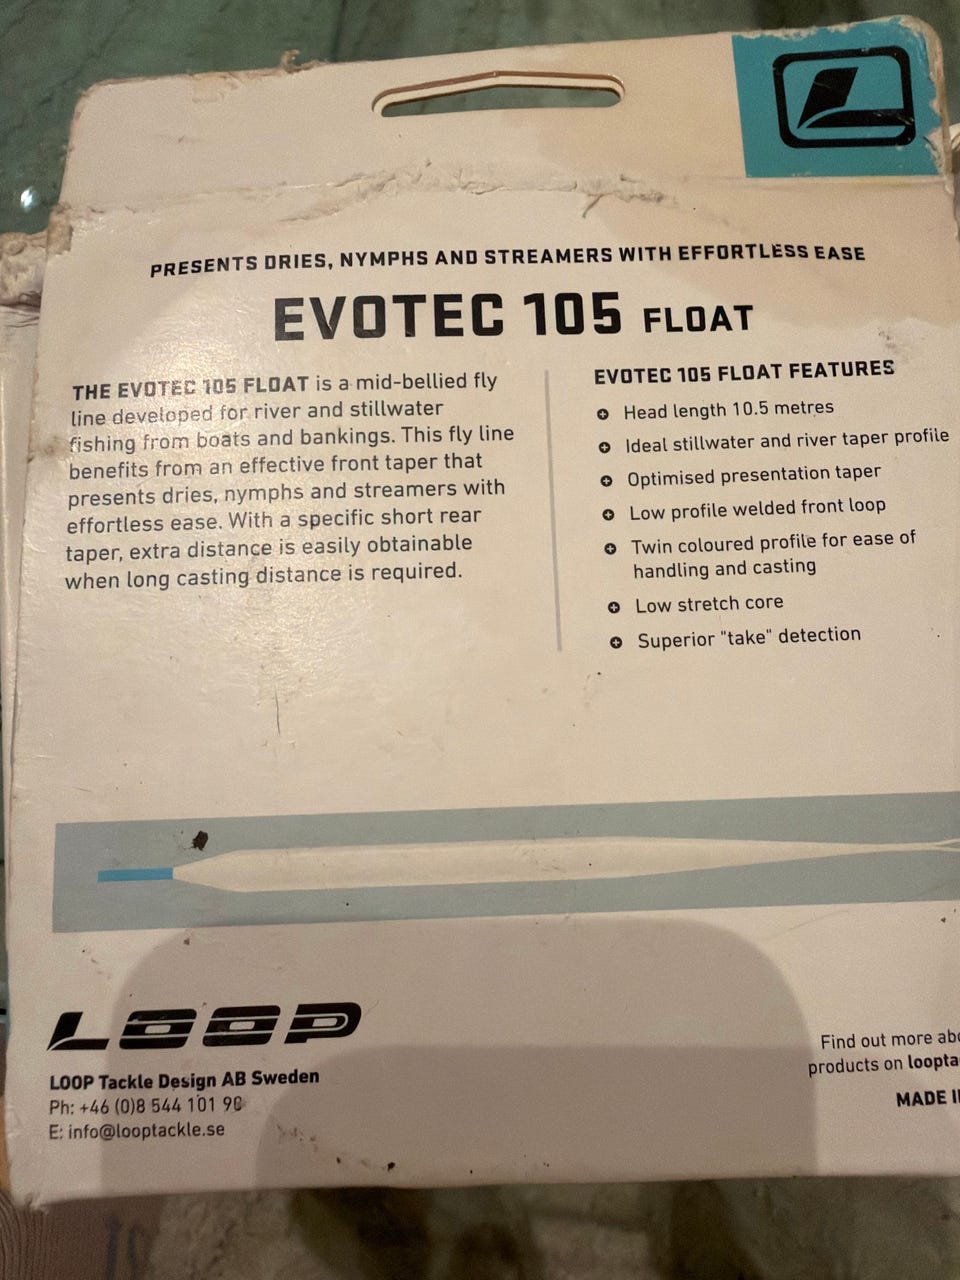 PRESENTS DRIES, NYMPHS AND STREAMERS WITH EFFORTLESS EASE
EVOTEC 105 FLOAT
THE EVOTEC 105 FLOAT is a mid-bellied fly
line developed for river and stillwater
fishing from boats and bankings. This fly line
benefits from an effective front taper that
presents dries, nymphs and streamers with
effortless ease. With a specific short rear
taper, extra distance is easily obtainable
when long casting distance is required.
EVOTEC 105 FLOAT FEATURES
Head length 10.5 metres
Ideal stillwater and river taper profile
Optimised presentation taper
Low profile welded front loop
Twin coloured profile for ease of
handling and casting
Low stretch core
Superior "take" detection
LOOP
LOOP Tackle Design AB Sweden
Ph: +46 (0)8 544 101 90
E: info@looptackle.se
Find out more abo
products on loopta
MADE I